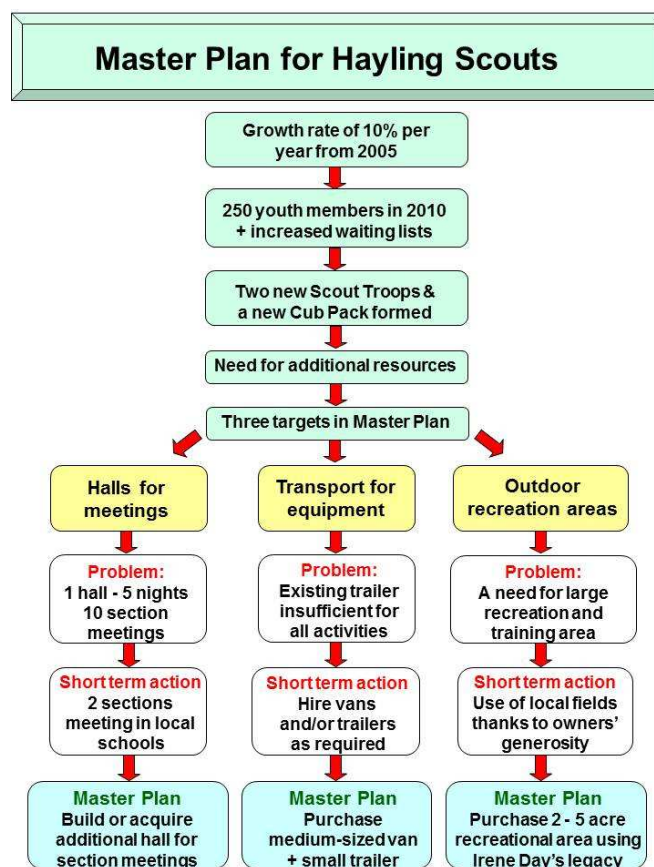 Master Plan for Hayling Scouts
Growth rate of 10% per
year from 2005
250 youth members in 2010
+ increased waiting lists
Two new Scout Troops &
a new Cub Pack formed
Need for additional resources
Three targets in Master Plan
Halls for
meetings
Problem:
1 hall - 5 nights
10 section
meetings
Short term action
2 sections
meeting in local
schools
Master Plan
Build or acquire
additional hall for
section meetings
Transport for
equipment
Problem:
Existing trailer
insufficient for
all activities
Short term action
Hire vans
and/or trailers
as required
Master Plan
Purchase
medium-sized van
+ small trailer
Outdoor
recreation areas
Problem:
A need for large
recreation and
training area
Short term action
Use of local fields
thanks to owners'
generosity
Master Plan
Purchase 2 - 5 acre
recreational area using
Irene Day's legacy